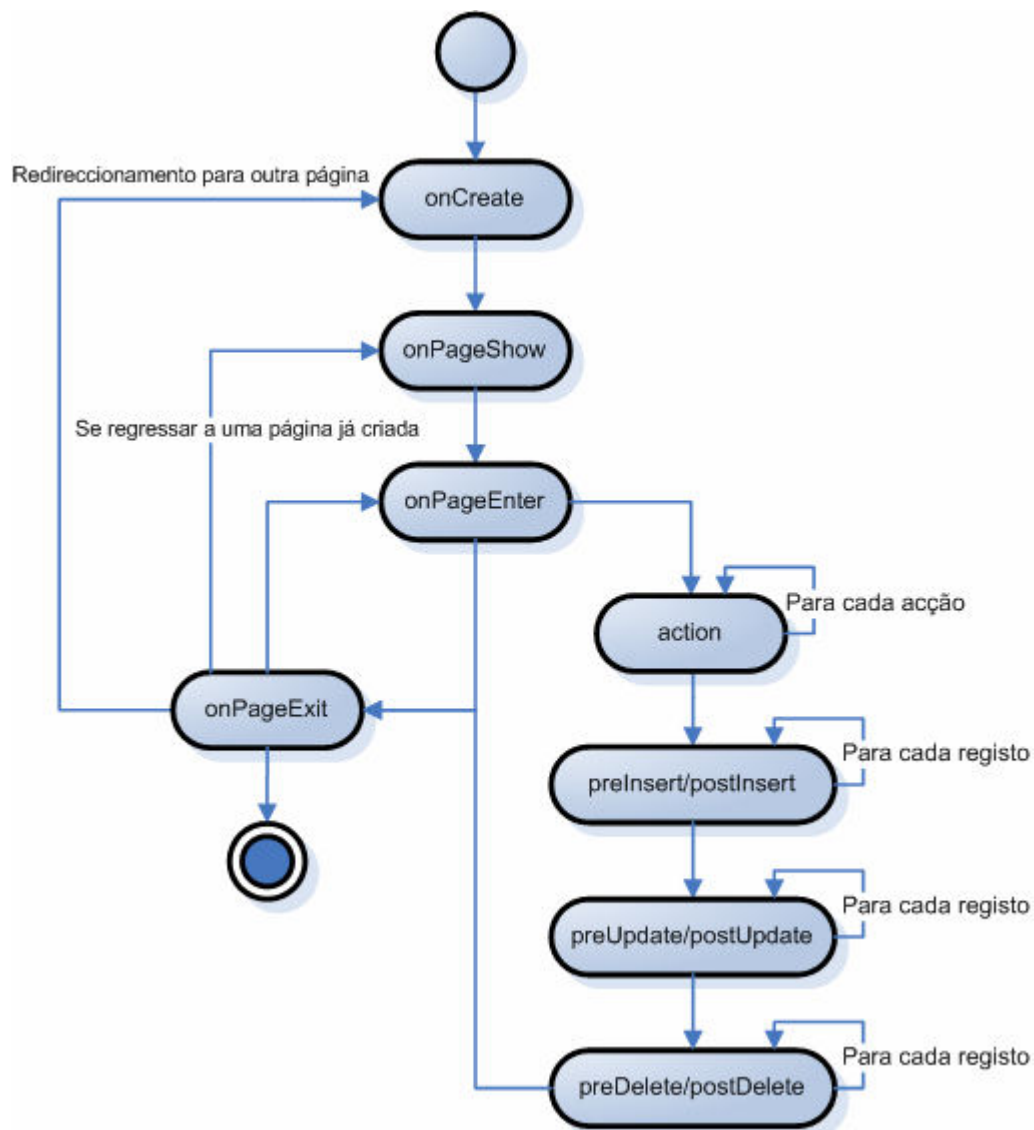 Redireccionamento para outra página
onCreate
onPageShow
Se regressar a uma página já criada
onPageEnter
Para cada acção
action
onPageExit
Para cada registo
preInsert/postInsert
Para cada registo
preUpdate/postUpdate
Para cada registo
preDelete/postDelete